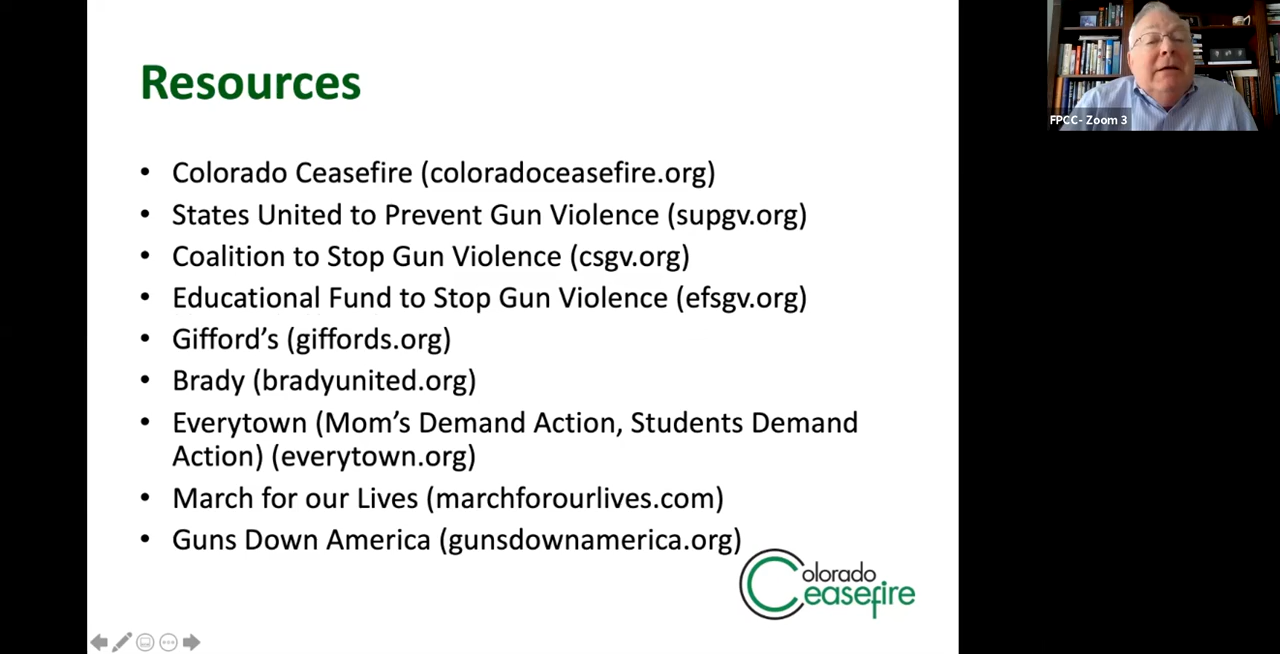 Resources
• Colorado Ceasefire (coloradoceasefire.org)
• States United to Prevent Gun Violence (supgv.org)
• Coalition to Stop Gun Violence (csgv.org)
• Educational Fund to Stop Gun Violence (efsgv.org)
• Gifford’s (giffords.org)
• Brady (bradyunited.org)
• Everytown (Mom’s Demand Action, Students Demand
Action) (everytown.org)
• March for our Lives (marchforourlives.com)
• Guns Down America (gunsdownamerica.org)
Colorado
Ceasefire
FPCC- Zoom 3